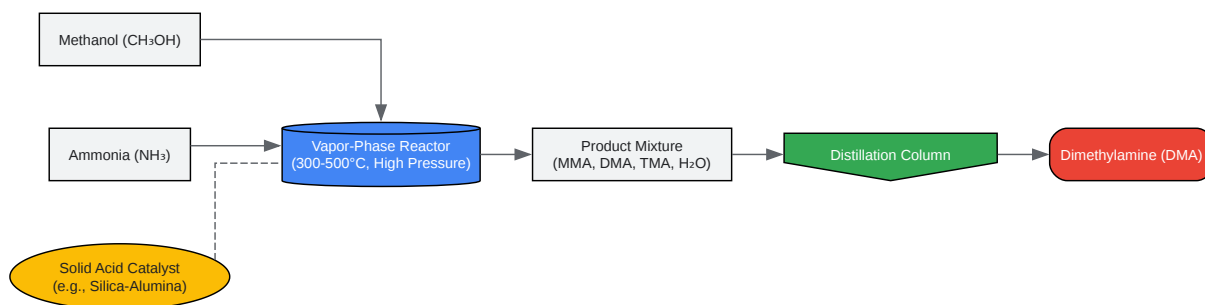 Methanol (CH₃OH)
Ammonia (NH₃)
Vapor-Phase Reactor
(300-500°C, High Pressure)
Product Mixture
(MMA, DMA, TMA, H₂O)
Distillation Column
Dimethylamine (DMA)
Solid Acid Catalyst
(e.g., Silica-Alumina)